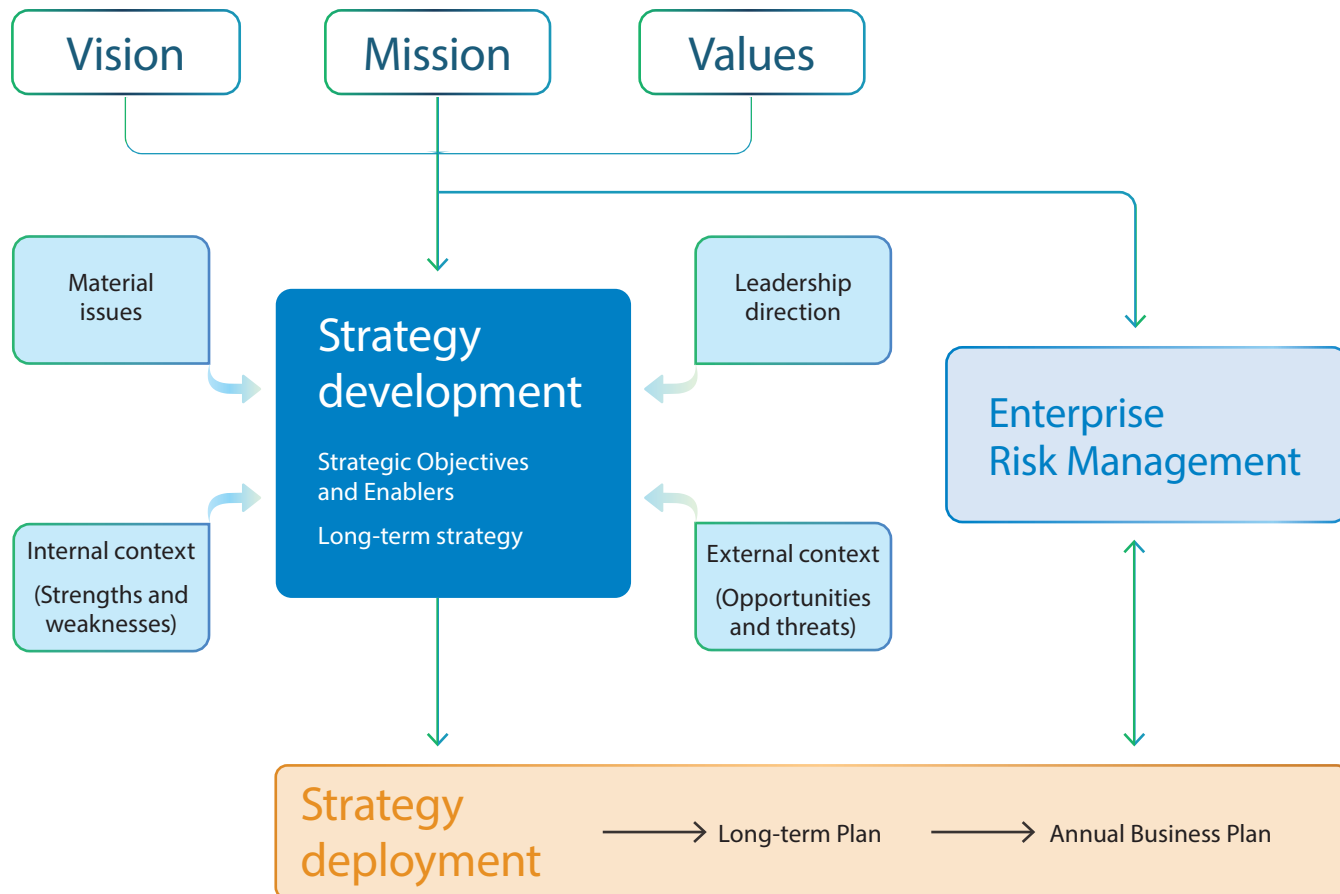 Vision
Mission
Values
Material
issues
Leadership
direction
Strategy
development
Strategic Objectives
and Enablers
Long-term strategy
Enterprise
Risk Management
Internal context
(Strengths and
weaknesses)
External context
(Opportunities
and threats)
Strategy
deployment
Long-term Plan
Annual Business Plan